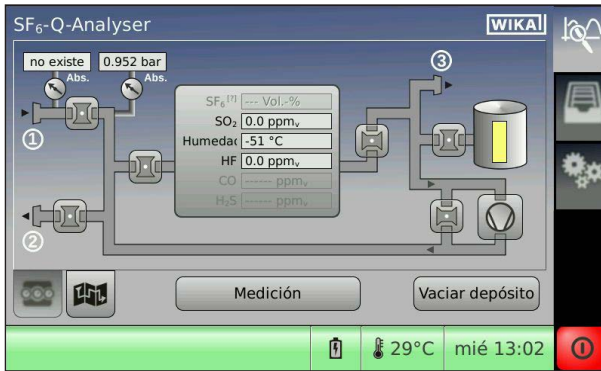 SF₆-Q-Analyser
WIKA
no existe
0.952 bar
Abs.
Abs.
③
SF₆ [?] --- Vol.-%
SO₂ 0.0 ppmᵥ
Humedad -51 °C
HF 0.0 ppmᵥ
CO ------ ppmᵥ
H₂S ------ ppmᵥ
①
②
Medición
Vaciar depósito
29°C
mié 13:02